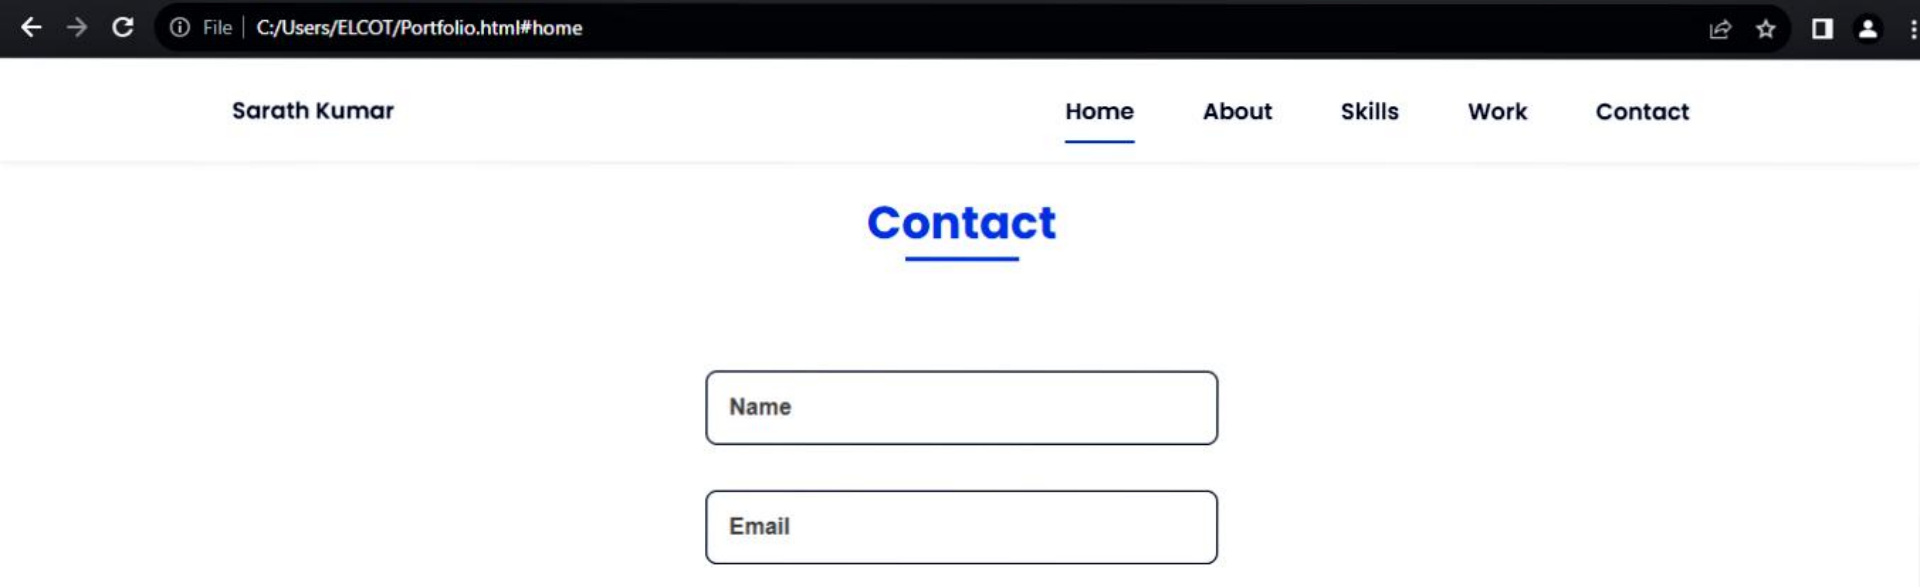 File C:/Users/ELCOT/Portfolio.html#home
Sarath Kumar Home About Skills Work Contact
Contact
Name
Email